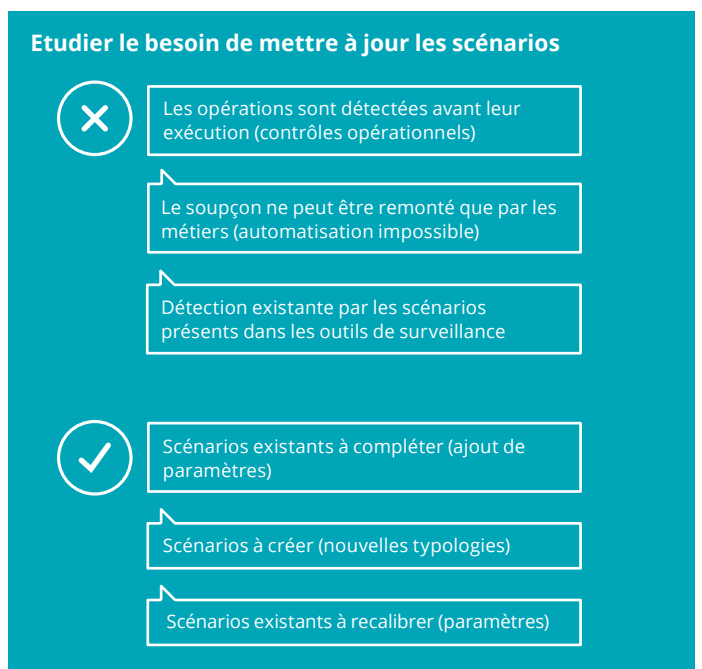 Etudier le besoin de mettre à jour les scénarios
Les opérations sont détectées avant leur
exécution (contrôles opérationnels)
Le soupçon ne peut être remonté que par les
métiers (automatisation impossible)
Détection existante par les scénarios
présents dans les outils de surveillance
Scénarios existants à compléter (ajout de
paramètres)
Scénarios à créer (nouvelles typologies)
Scénarios existants à recalibrer (paramètres)